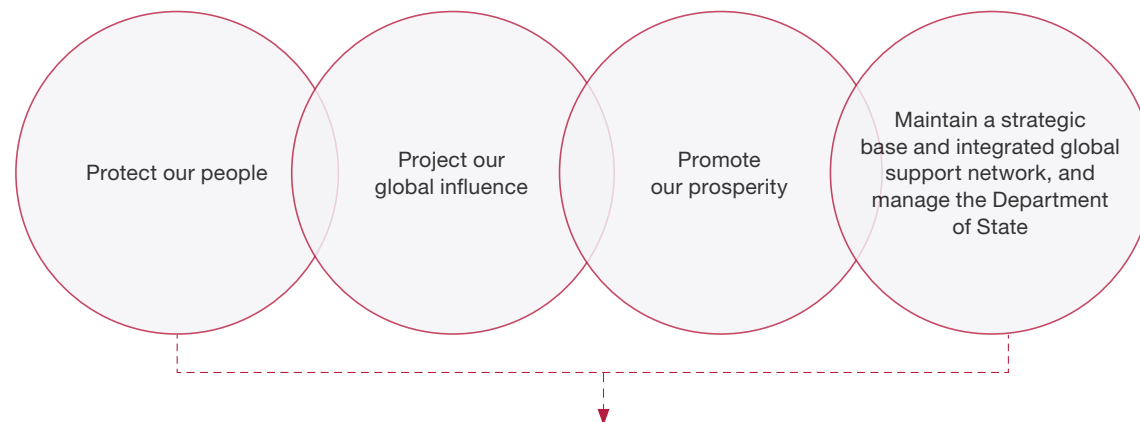 Protect our people
Project our
global influence
Promote
our prosperity
Maintain a strategic
base and integrated global
support network, and
manage the Department
of State